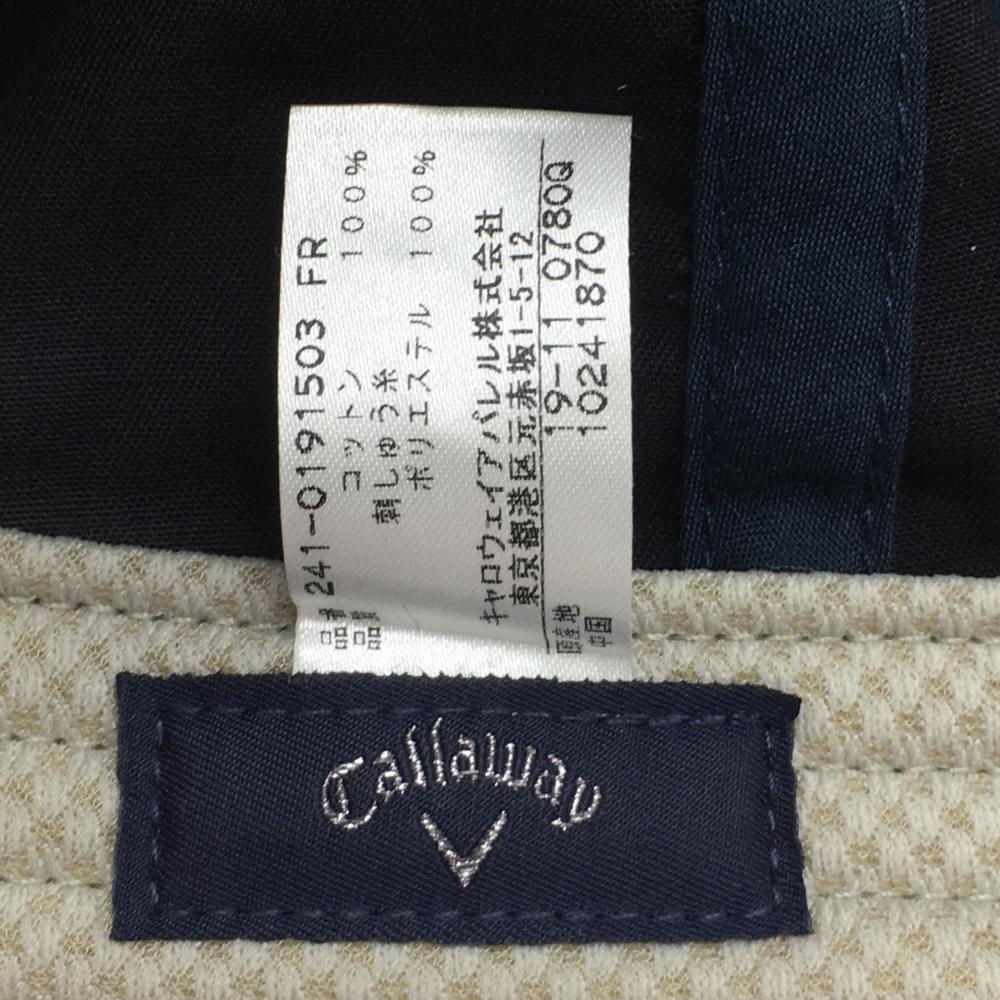 品番 241-0191503 FR
品質 コットン 100%
刺しゅう糸
ポリエステル 100%
キャロウェイアパレル株式会社
東京都港区元赤坂1-5-12
原産地 19-11 0780Q
中国 10241870
Callaway